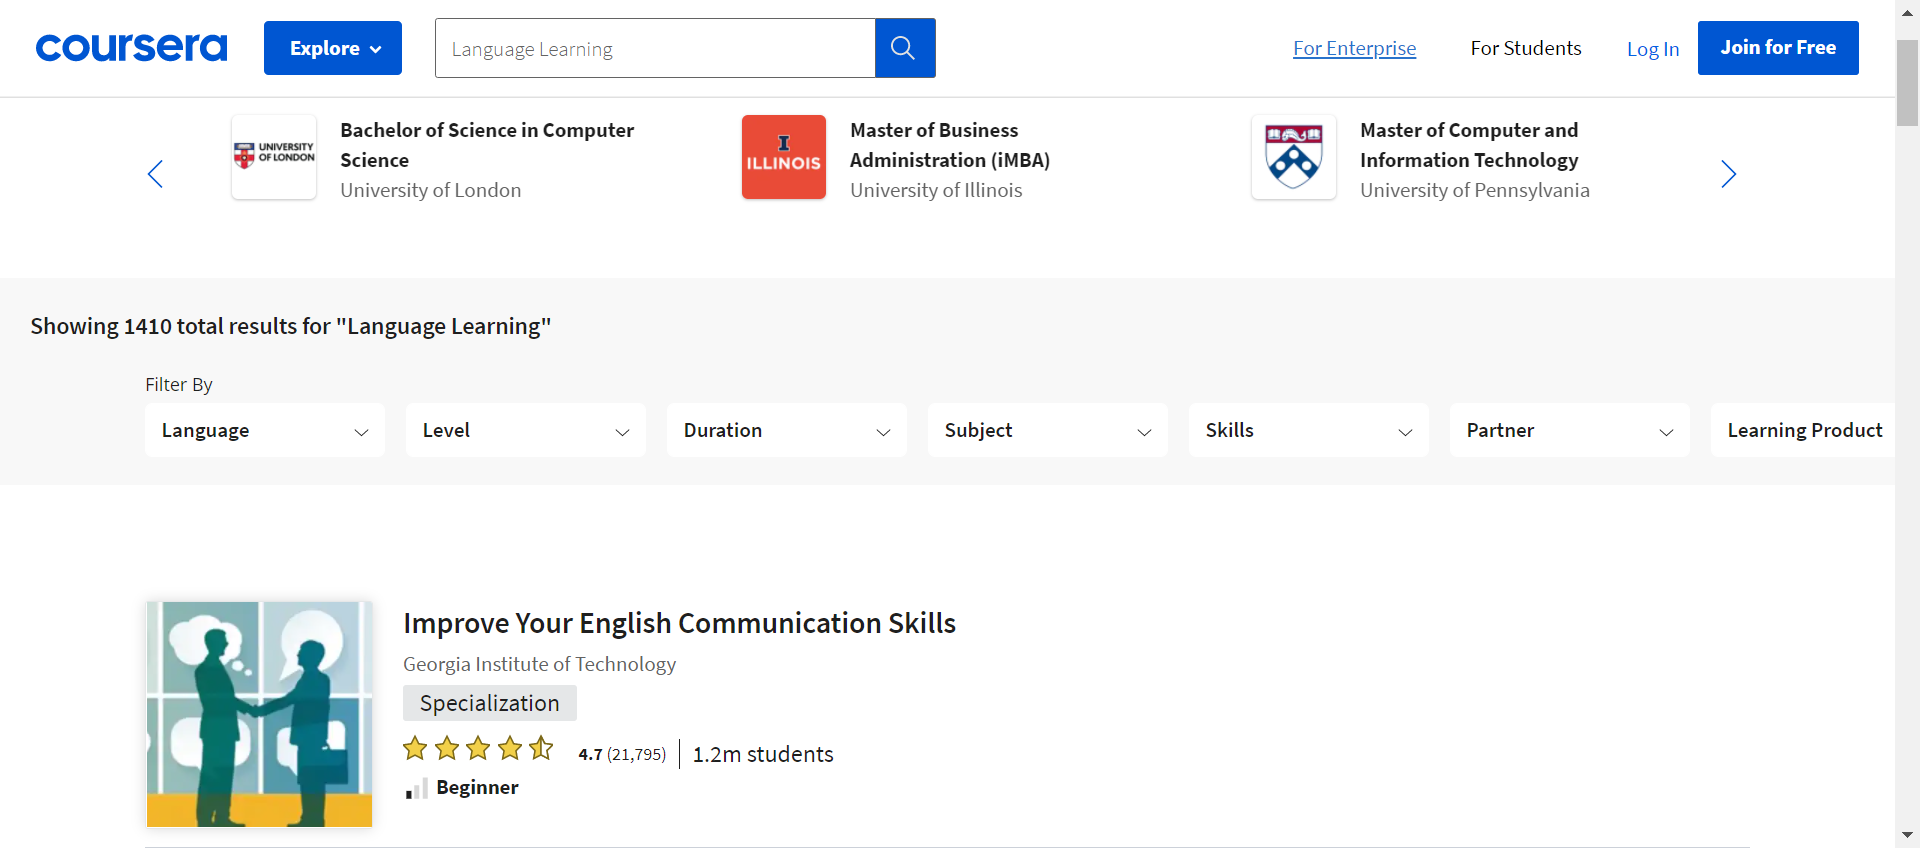 coursera
Explore
Language Learning
For Enterprise
For Students
Log In
Join for Free
UNIVERSITY
OF LONDON
Bachelor of Science in Computer
Science
University of London
I
ILLINOIS
Master of Business
Administration (iMBA)
University of Illinois
Master of Computer and
Information Technology
University of Pennsylvania
Showing 1410 total results for "Language Learning"
Filter By
Language
Level
Duration
Subject
Skills
Partner
Learning Product
Improve Your English Communication Skills
Georgia Institute of Technology
Specialization
4.7 (21,795)
1.2m students
Beginner